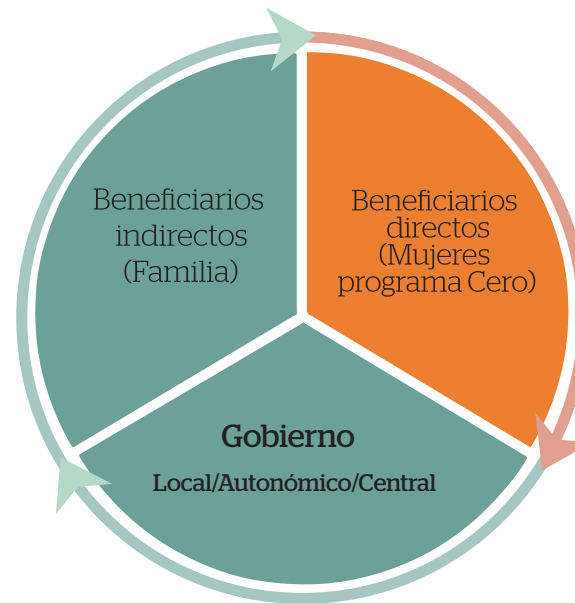 Beneficiarios
indirectos
(Familia)
Beneficiarios
directos
(Mujeres
programa Cero)
Gobierno
Local/Autonómico/Central